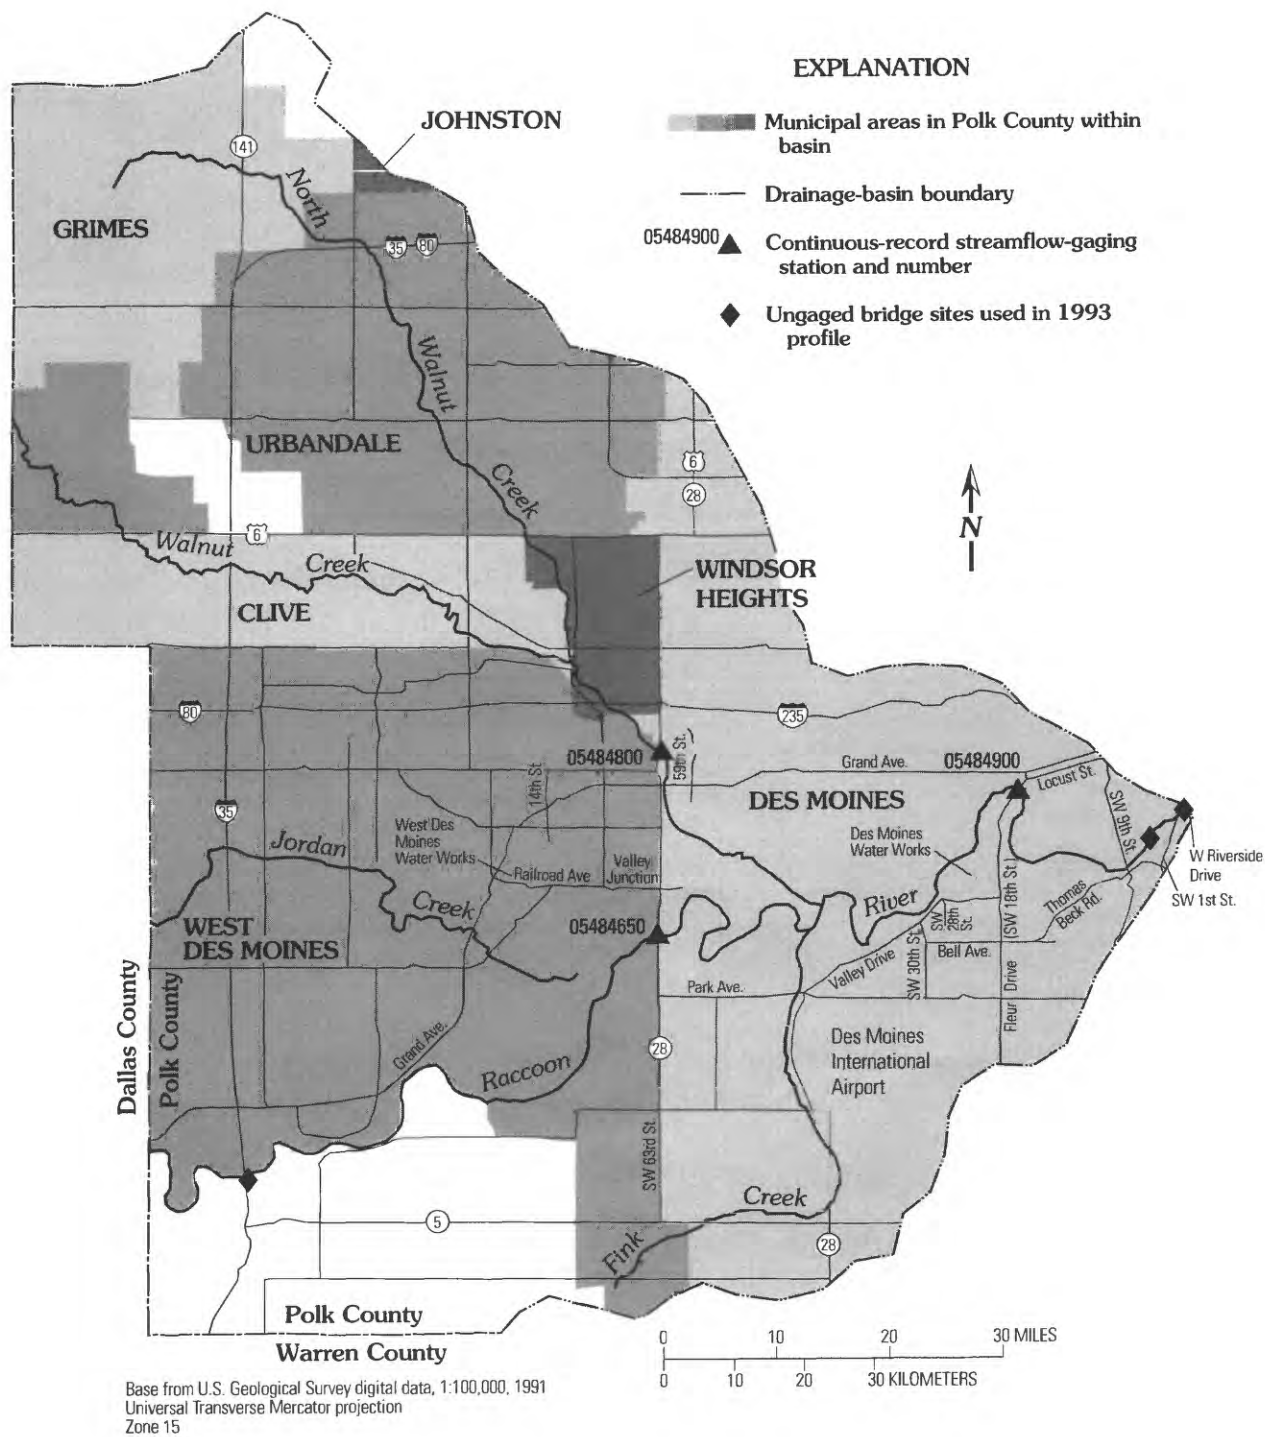 EXPLANATION
Municipal areas in Polk County within
basin
Drainage-basin boundary
05484900
Continuous-record streamflow-gaging
station and number
Ungaged bridge sites used in 1993
profile
JOHNSTON
141
North
GRIMES
35
80
Walnut
URBANDALE
6
28
Creek
N
6
Walnut
Creek
WINDSOR
HEIGHTS
CLIVE
80
235
05484800
59th St.
Grand Ave.
05484900
Locust St.
14th St.
35
DES MOINES
SW 9th St.
West Des
Moines
Water Works
Des Moines
Water Works
Jordan
Railroad Ave.
Valley
Junction
W Riverside
Drive
SW 1st St.
Creek
River
SW 18th St.
Thomas
Beck Rd.
SW
28th
St.
WEST
DES MOINES
05484650
Bell Ave.
Valley Drive
SW 30th St.
Park Ave.
Fleur Drive
Dallas County
Polk County
Grand Ave.
28
Des Moines
International
Airport
Raccoon
SW 63rd St.
Creek
5
Fink
28
Polk County
Warren County
0 10 20 30 MILES
0 10 20 30 KILOMETERS
Base from U.S. Geological Survey digital data, 1:100,000, 1991
Universal Transverse Mercator projection
Zone 15